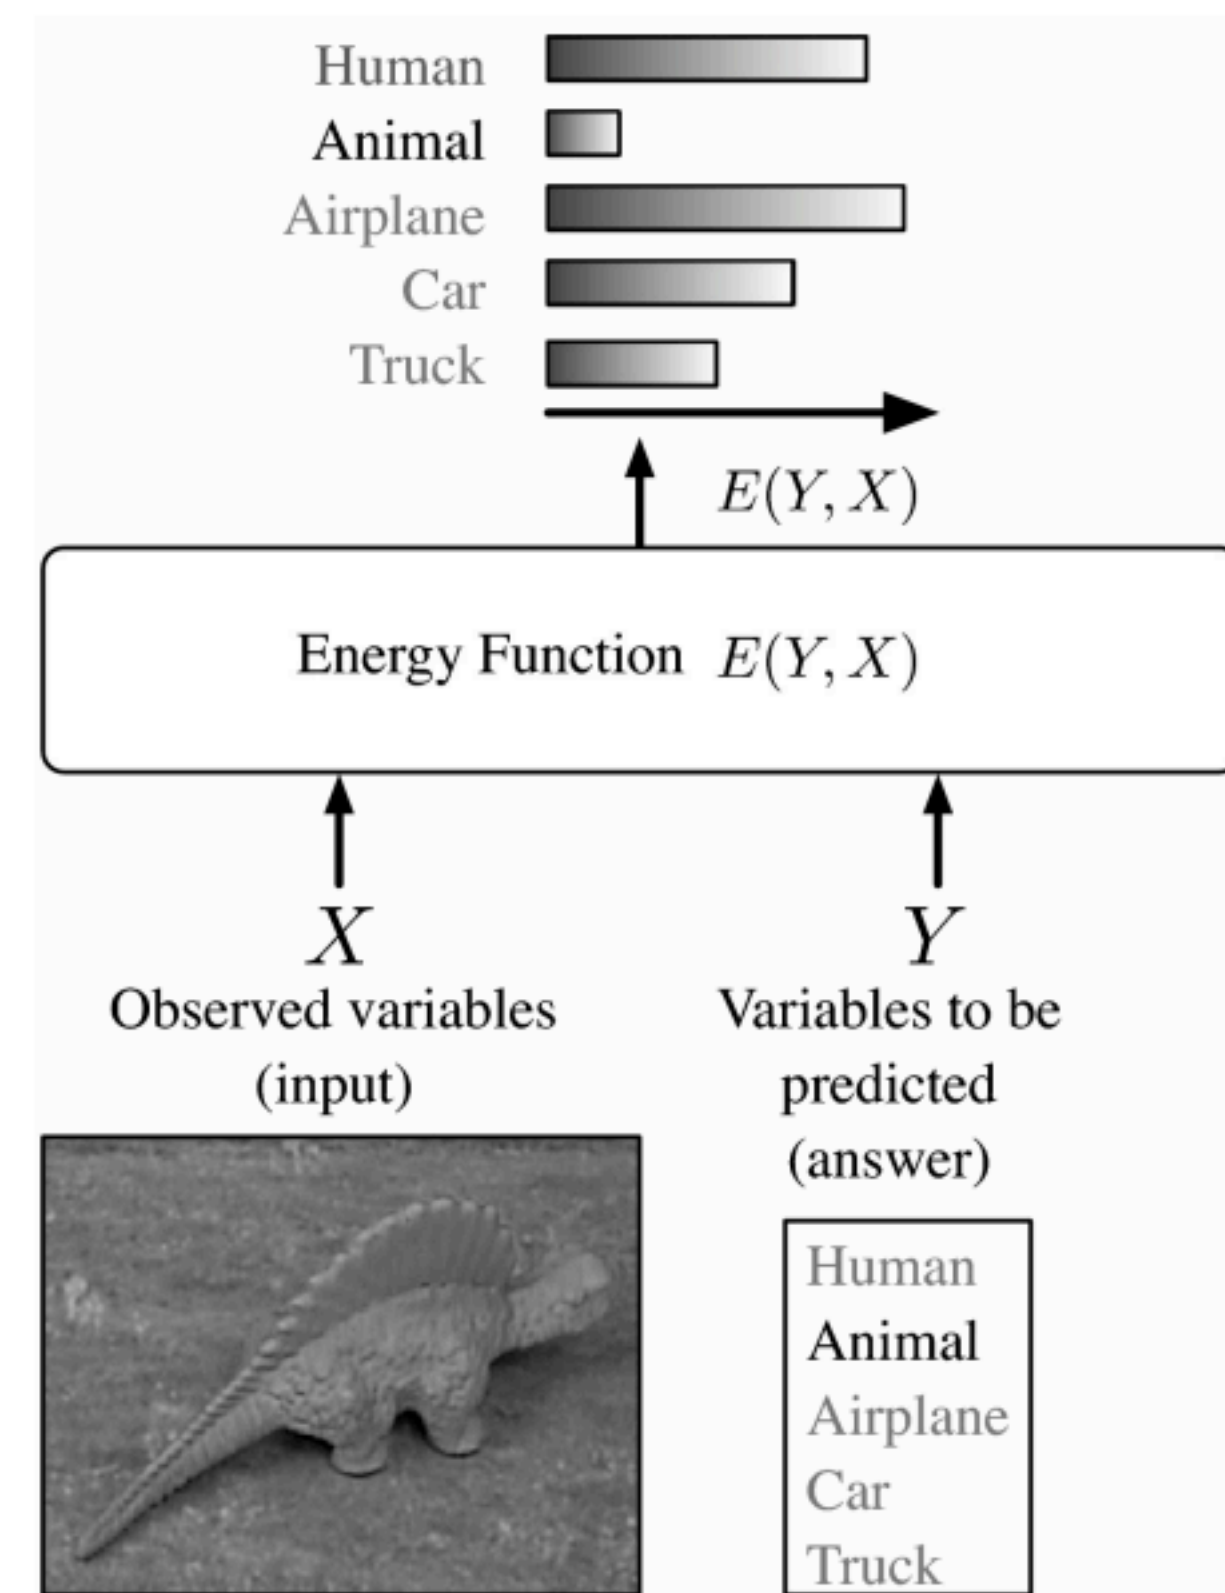 Human
Animal
Airplane
Car
Truck
E(Y, X)
Energy Function E(Y, X)
X
Y
Observed variables
(input)
Variables to be
predicted
(answer)
Human
Animal
Airplane
Car
Truck